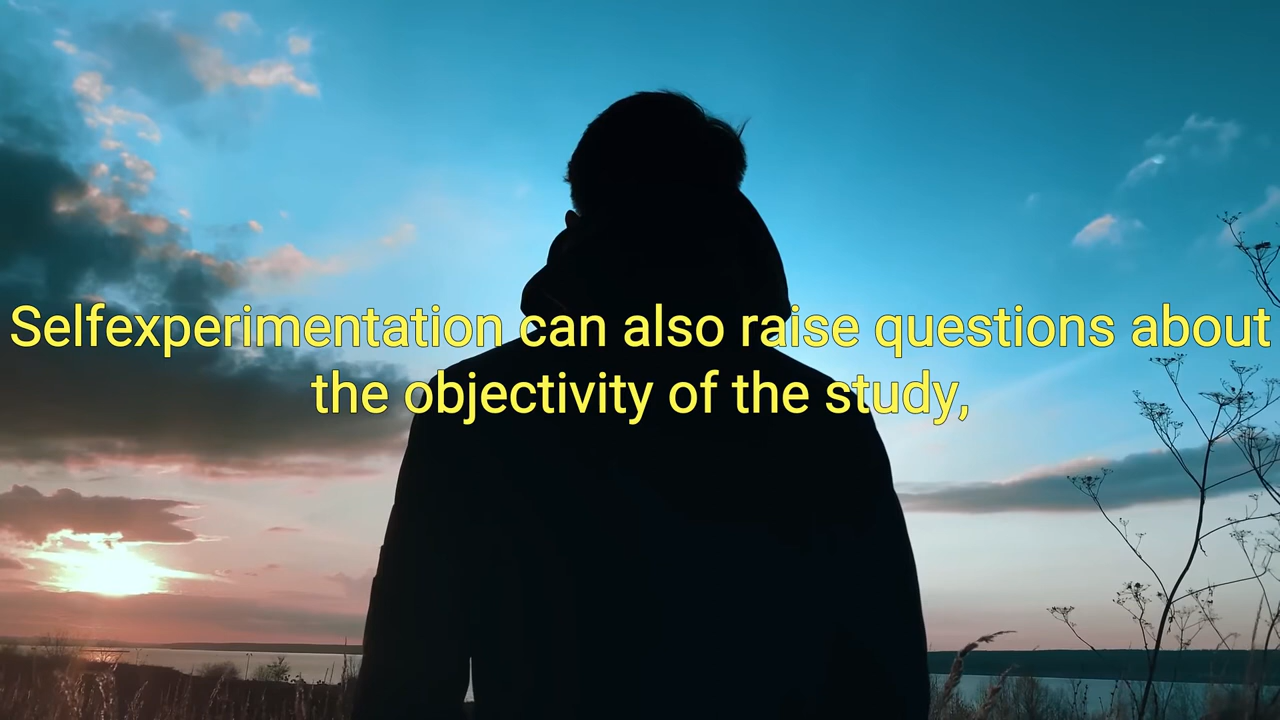 Selfexperimentation can also raise questions about
the objectivity of the study,